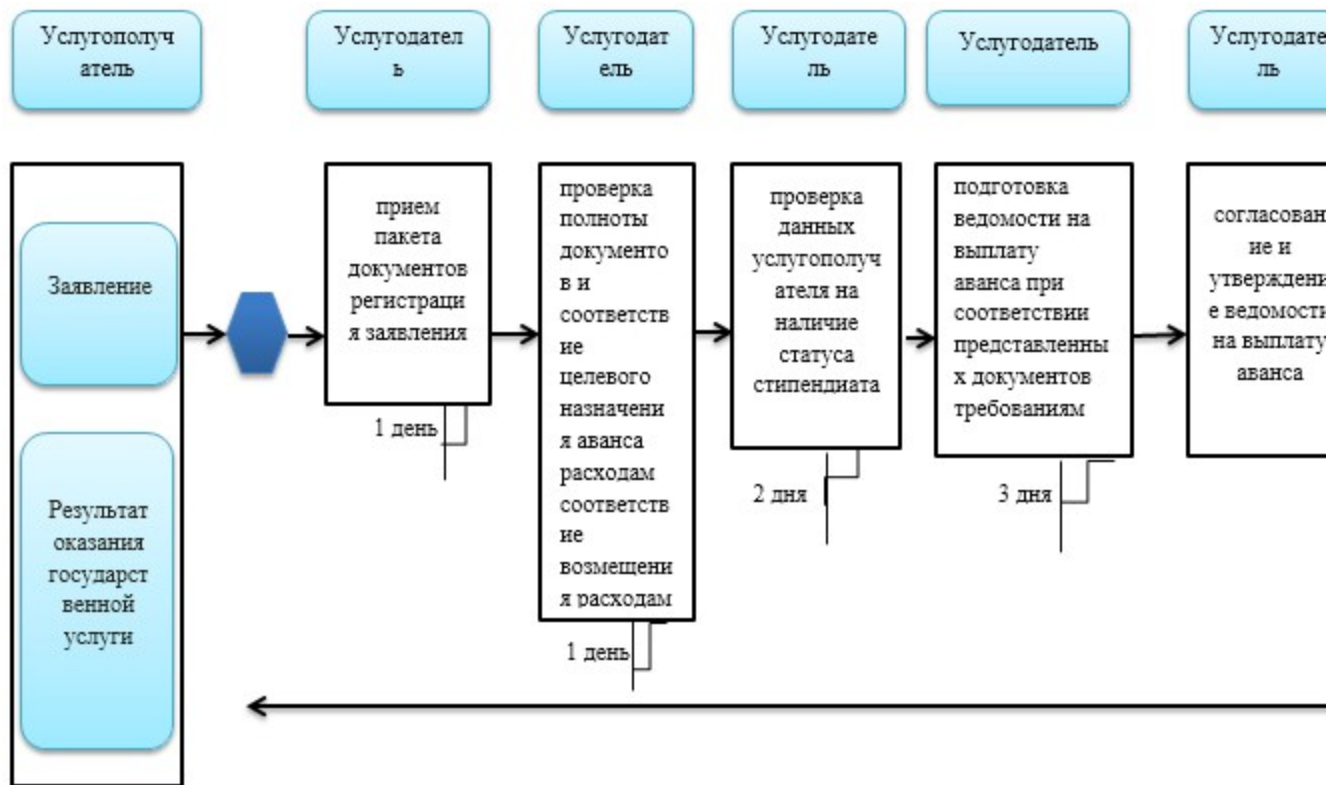 Услугополуч
атель
Услугодател
ь
Услугодат
ель
Услугодате
ль
Услугодатель
Услугодате
ль
Заявление
Результат
оказания
государст
венной
услуги
прием
пакета
документов
регистраци
я заявления
1 день
проверка
полноты
документо
в и
соответств
ие
целевого
назначени
я аванса
расходам
соответств
ие
возмещени
я расходам
1 день
проверка
данных
услугополуч
ателя на
наличие
статуса
стипендиата
2 дня
подготовка
ведомости на
выплату
аванса при
соответствии
представленны
х документов
требованиям
3 дня
согласован
ие и
утверждени
е ведомости
на выплату
аванса